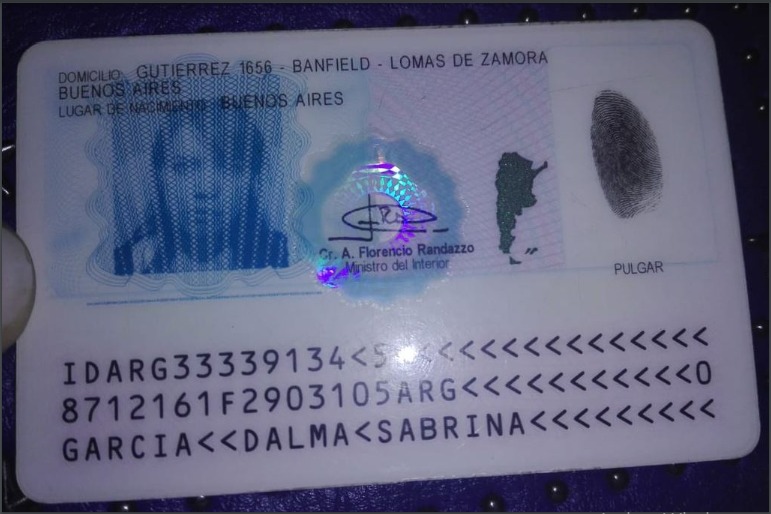 DOMICILIO: GUTIERREZ 1656 - BANFIELD - LOMAS DE ZAMORA
BUENOS AIRES
LUGAR DE NACIMIENTO: BUENOS AIRES
Cr. A. Florencio Randazzo
Ministro del Interior
PULGAR
IDARG33339134<5 <<<<<<<<<<<<<
8712161F2903105ARG<<<<<<<<<<<0
GARCIA<<DALMA<SABRINA<<<<<<<<<